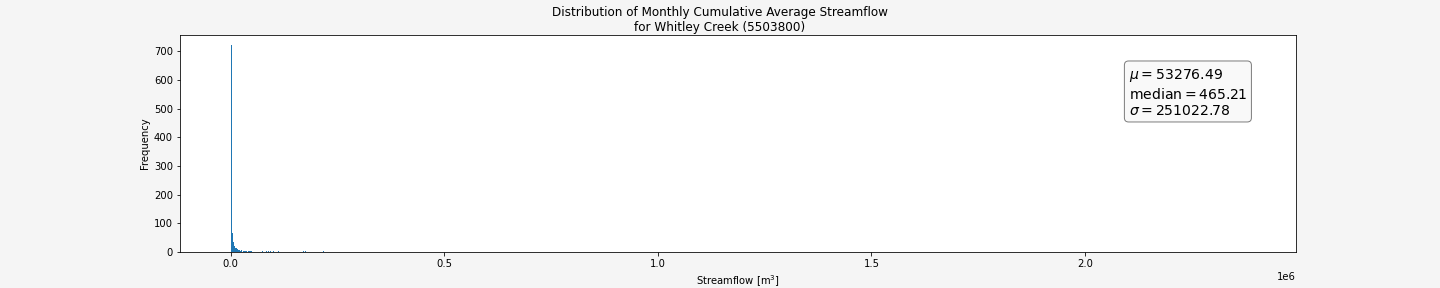 Distribution of Monthly Cumulative Average Streamflow
for Whitley Creek (5503800)
700
600
500
400
300
200
100
0
Frequency
μ = 53276.49
median = 465.21
σ = 251022.78
0.0 0.5 1.0 1.5 2.0
1e6
Streamflow [m³]